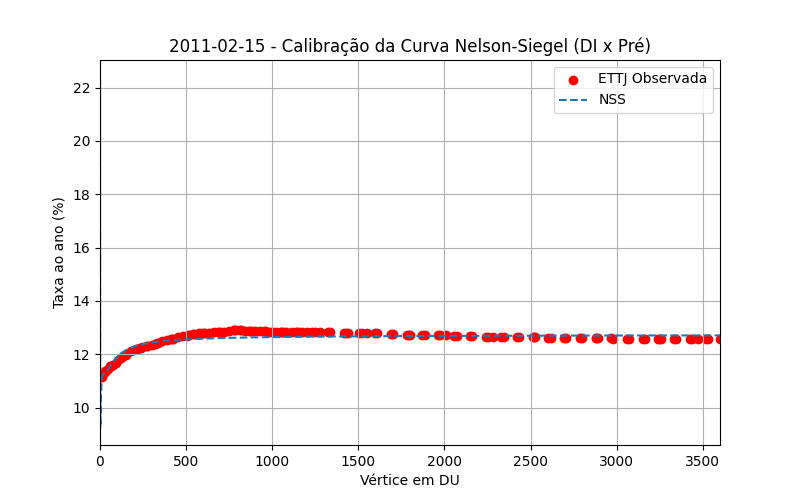 2011-02-15 - Calibração da Curva Nelson-Siegel (DI x Pré)
ETTJ Observada
NSS
Taxa ao ano (%)
22
20
18
16
14
12
10
0 500 1000 1500 2000 2500 3000 3500
Vértice em DU